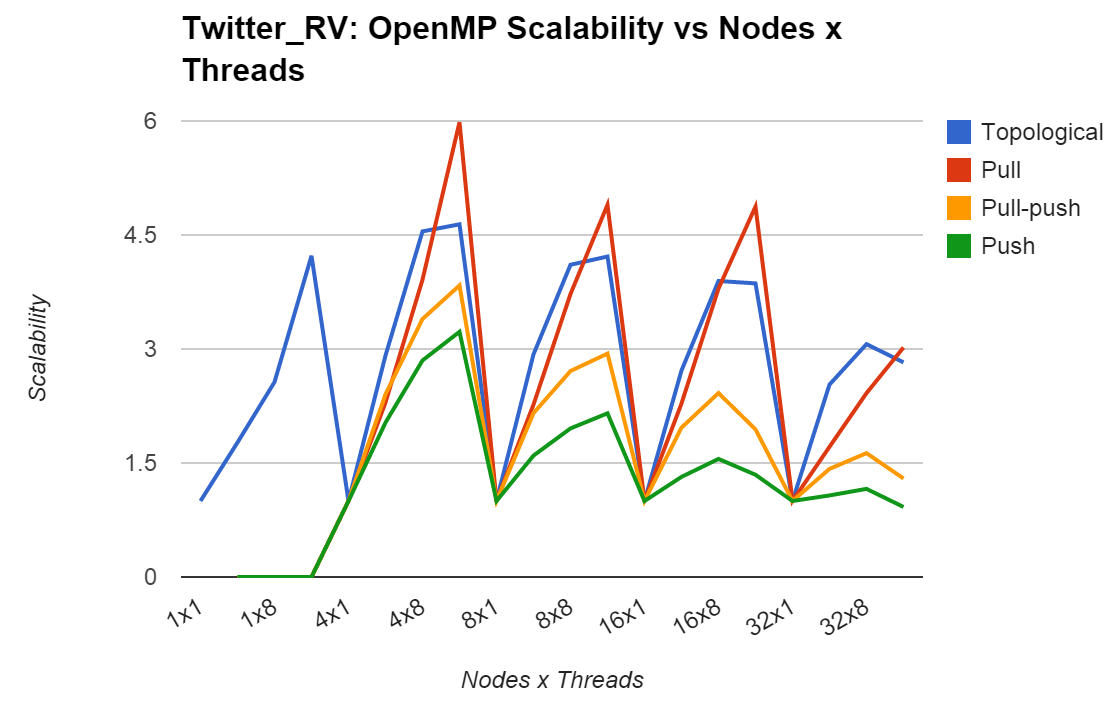 Twitter_RV: OpenMP Scalability vs Nodes x
Threads
6
4.5
3
1.5
0
Scalability
1x1
1x8
4x1
4x8
8x1
8x8
16x1
16x8
32x1
32x8
Nodes x Threads
Topological
Pull
Pull-push
Push